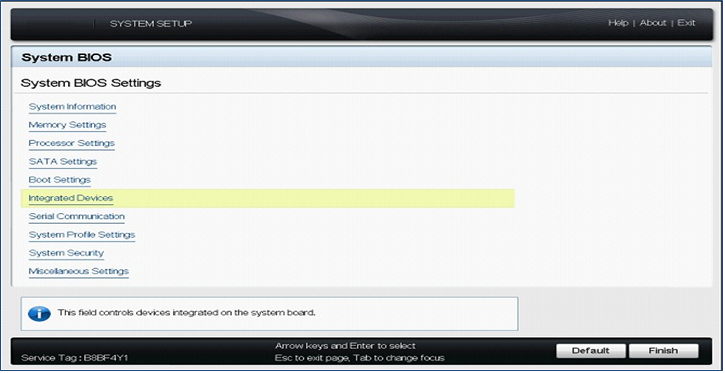 SYSTEM SETUP
Help | About | Exit
System BIOS
System BIOS Settings
System Information
Memory Settings
Processor Settings
SATA Settings
Boot Settings
Integrated Devices
Serial Communication
System Profile Settings
System Security
Miscellaneous Settings
This field controls devices integrated on the system board.
Service Tag : B8BF4Y1
Arrow keys and Enter to select
Esc to exit page, Tab to change focus
Default
Finish